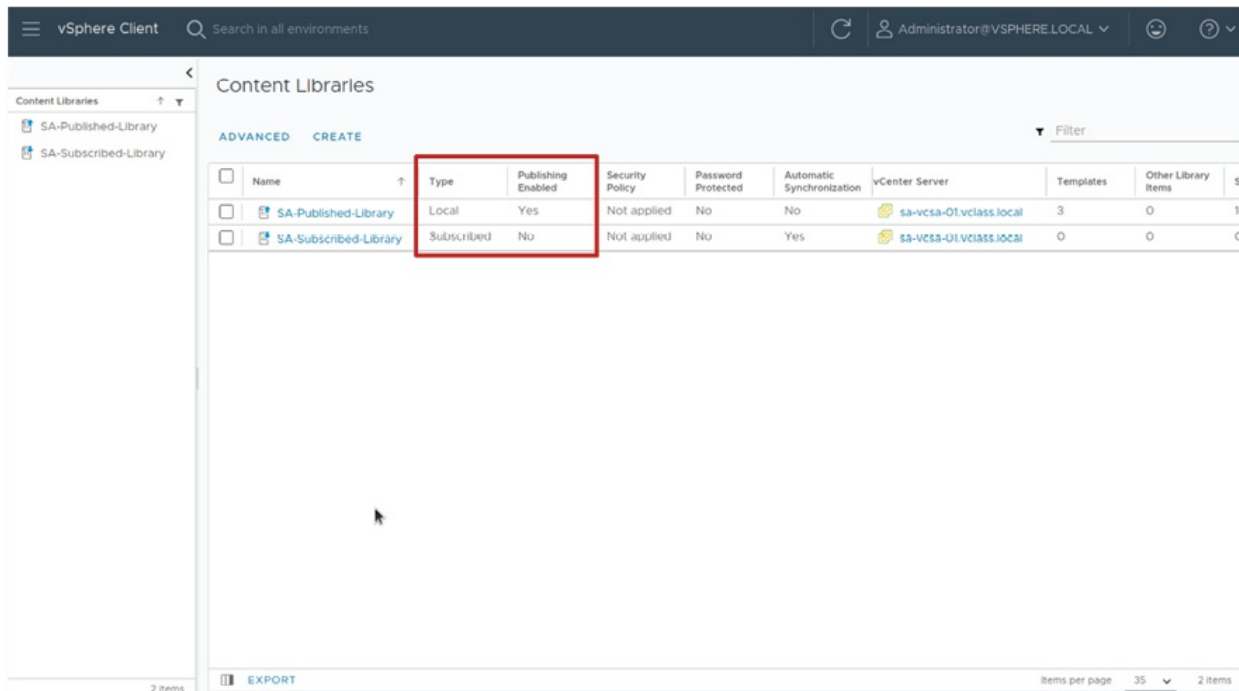 vSphere Client Search in all environments Administrator@VSPHERE.LOCAL
Content Libraries
SA-Published-Library
SA-Subscribed-Library
2 items
Content Libraries
ADVANCED CREATE
Filter
Name Type Publishing Enabled Security Policy Password Protected Automatic Synchronization vCenter Server Templates Other Library Items S
SA-Published-Library Local Yes Not applied No No sa-vcsa-01.vclass.local 3 0 1
SA-Subscribed-Library Subscribed No Not applied No Yes sa-vcsa-01.vclass.local 0 0
EXPORT Items per page 35 2 items